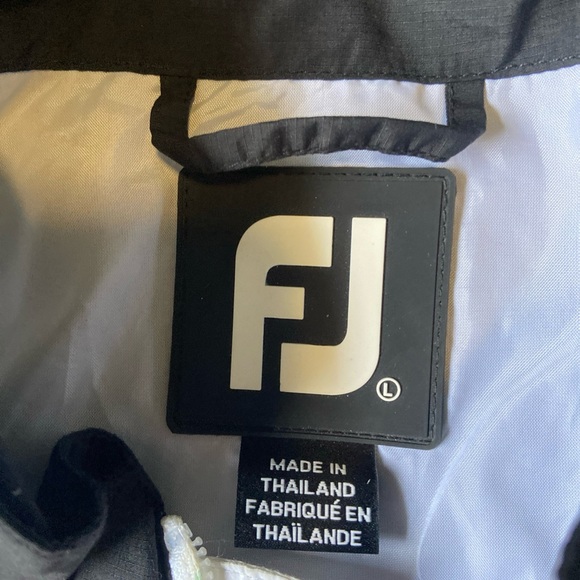 FJ
L
MADE IN
THAILAND
FABRIQUÉ EN
THAÏLANDE